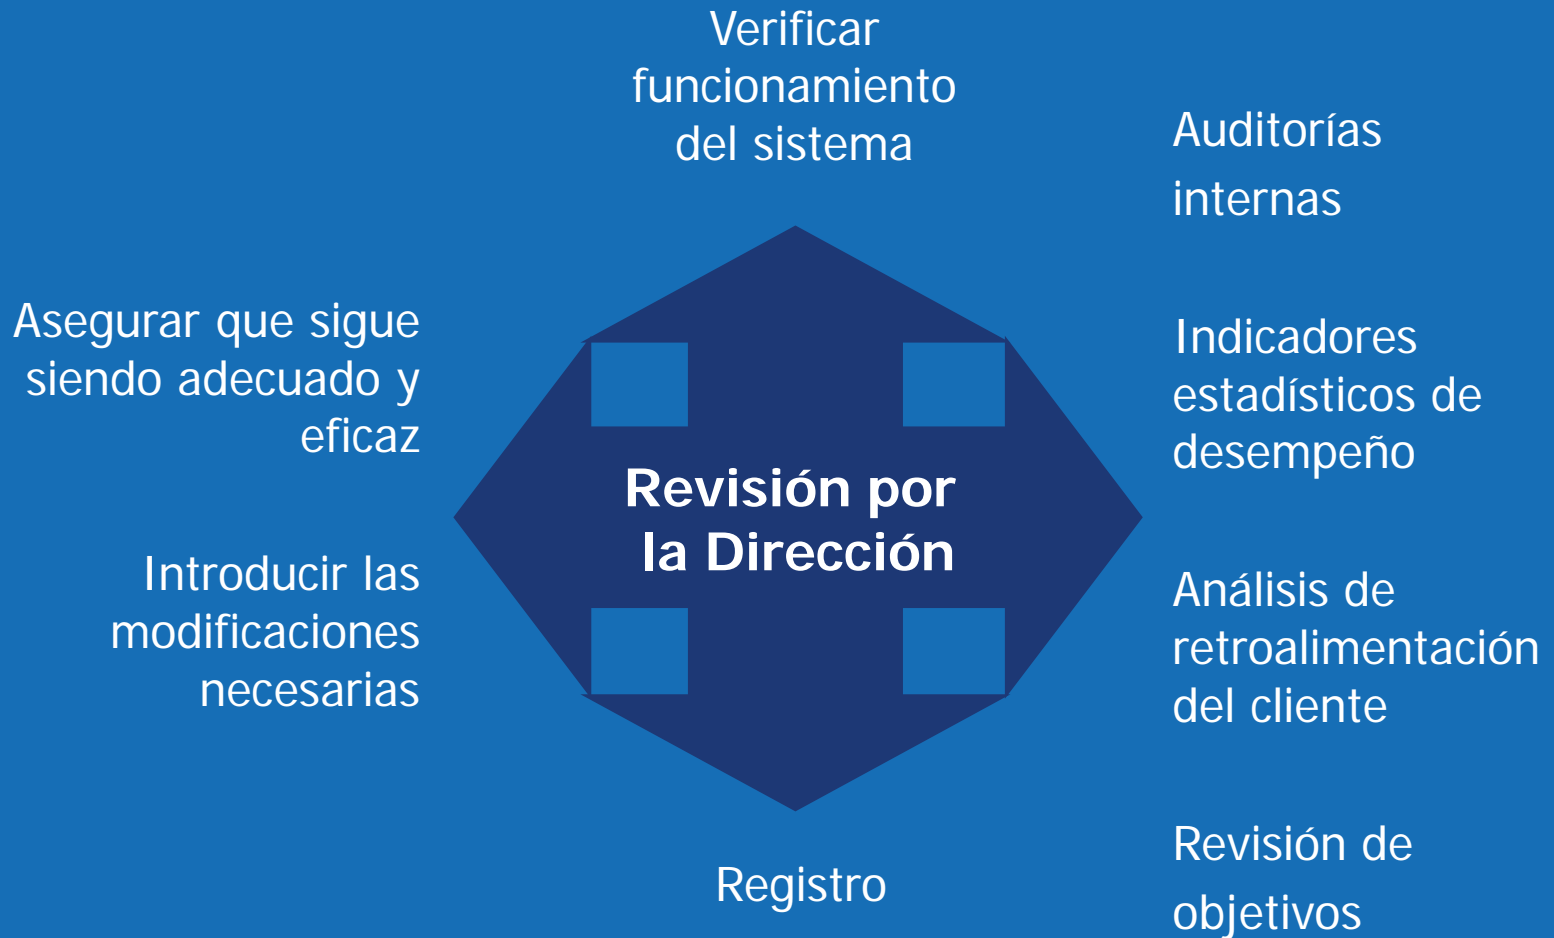 Verificar
funcionamiento
del sistema
Auditorías
internas
Asegurar que sigue
siendo adecuado y
eficaz
Indicadores
estadísticos de
desempeño
Revisión por
la Dirección
Introducir las
modificaciones
necesarias
Análisis de
retroalimentación
del cliente
Registro
Revisión de
objetivos